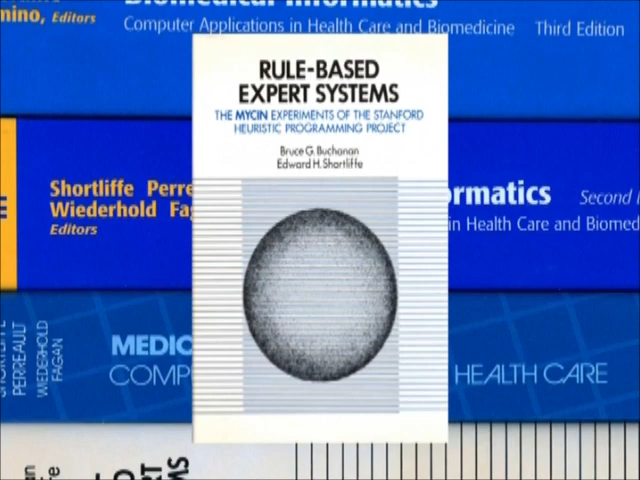 mino, Editors
Biomedical Informatics
Computer Applications in Health Care and Biomedicine Third Edition
RULE-BASED
EXPERT SYSTEMS
THE MYCIN EXPERIMENTS OF THE STANFORD
HEURISTIC PROGRAMMING PROJECT
Bruce G. Buchanan
Edward H. Shortliffe
Shortliffe Perre
Wiederhold Fag
Editors
ormatics Second
in Health Care and Biomed
SHORTLIFFE
PERREAULT
WIEDERHOLD
FAGAN
MEDIC
COMP HEALTH CARE